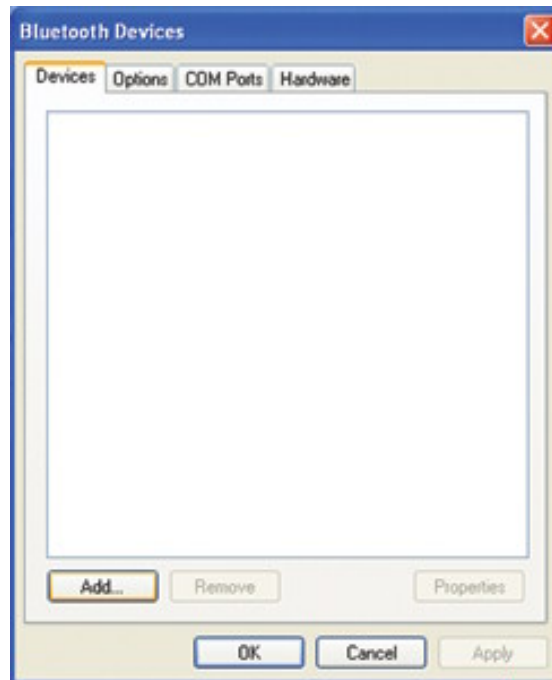 Bluetooth Devices
Devices Options COM Ports Hardware
Add... Remove Properties
OK Cancel Apply